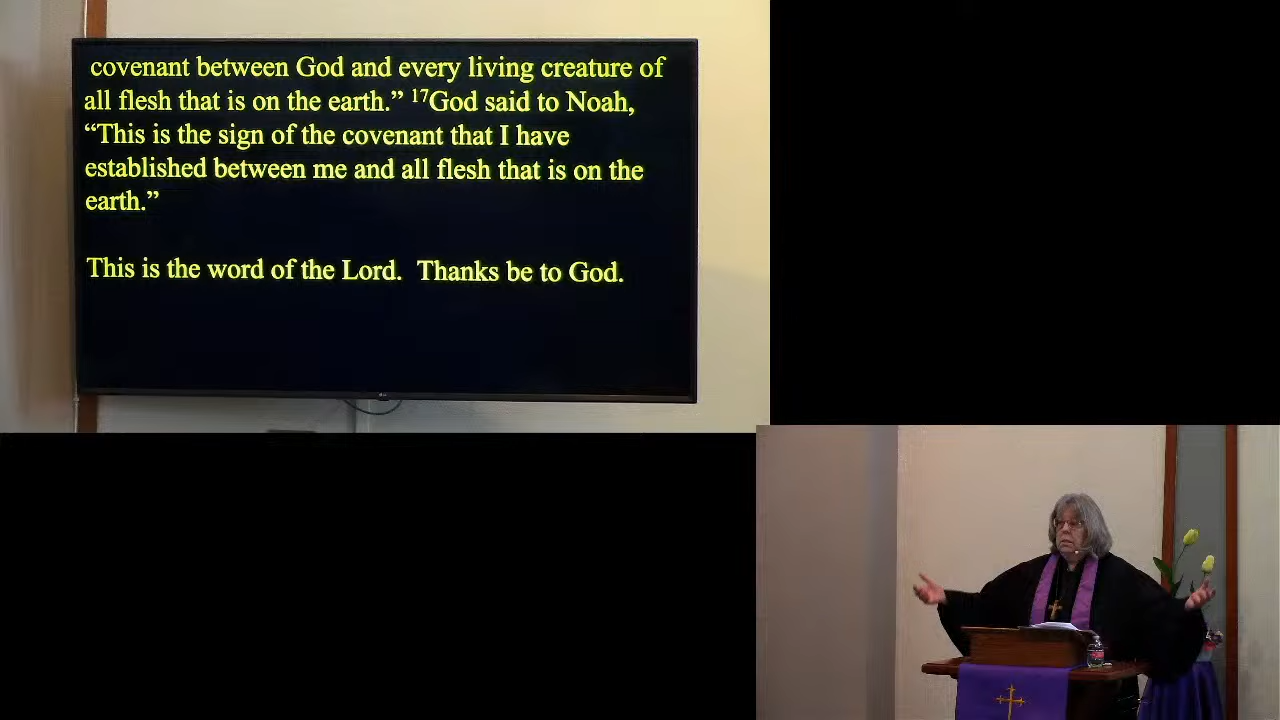 covenant between God and every living creature of
all flesh that is on the earth.” ¹⁷God said to Noah,
“This is the sign of the covenant that I have
established between me and all flesh that is on the
earth.”
This is the word of the Lord.  Thanks be to God.